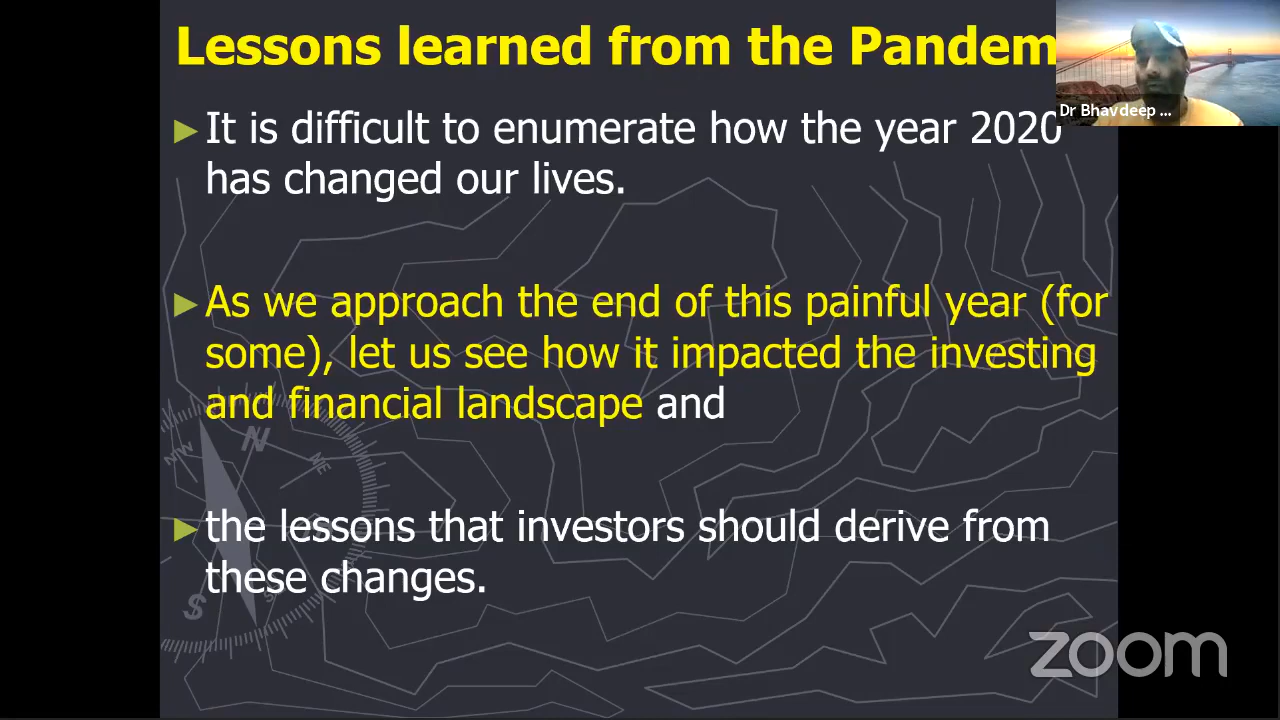 Lessons learned from the Pandem
Dr Bhavdeep ...
►It is difficult to enumerate how the year 2020
has changed our lives.
►As we approach the end of this painful year (for
some), let us see how it impacted the investing
and financial landscape and
►the lessons that investors should derive from
these changes.
N
NW
NE
S
zoom